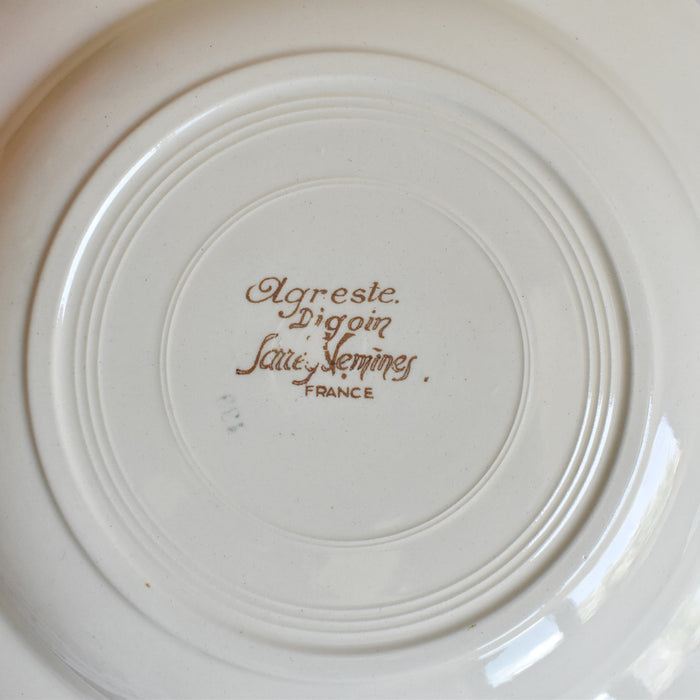 Agreste.
Digoin
Sarreguemines.
FRANCE